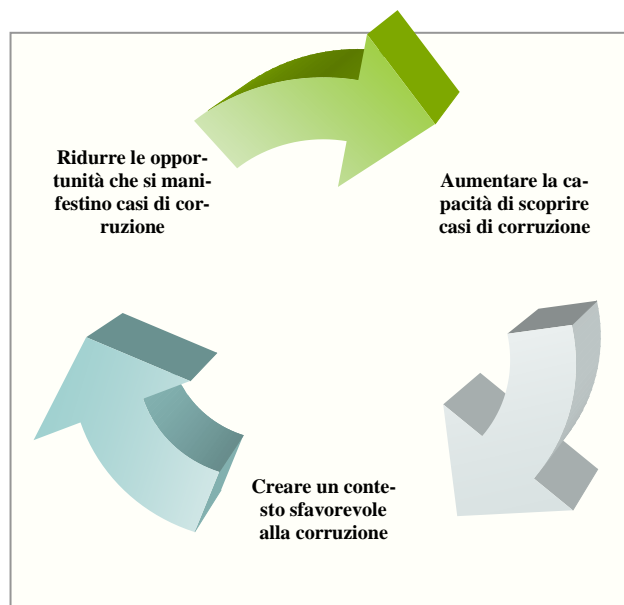 Ridurre le oppor-
tunità che si mani-
festino casi di cor-
ruzione
Aumentare la ca-
pacità di scoprire
casi di corruzione
Creare un conte-
sto sfavorevole
alla corruzione